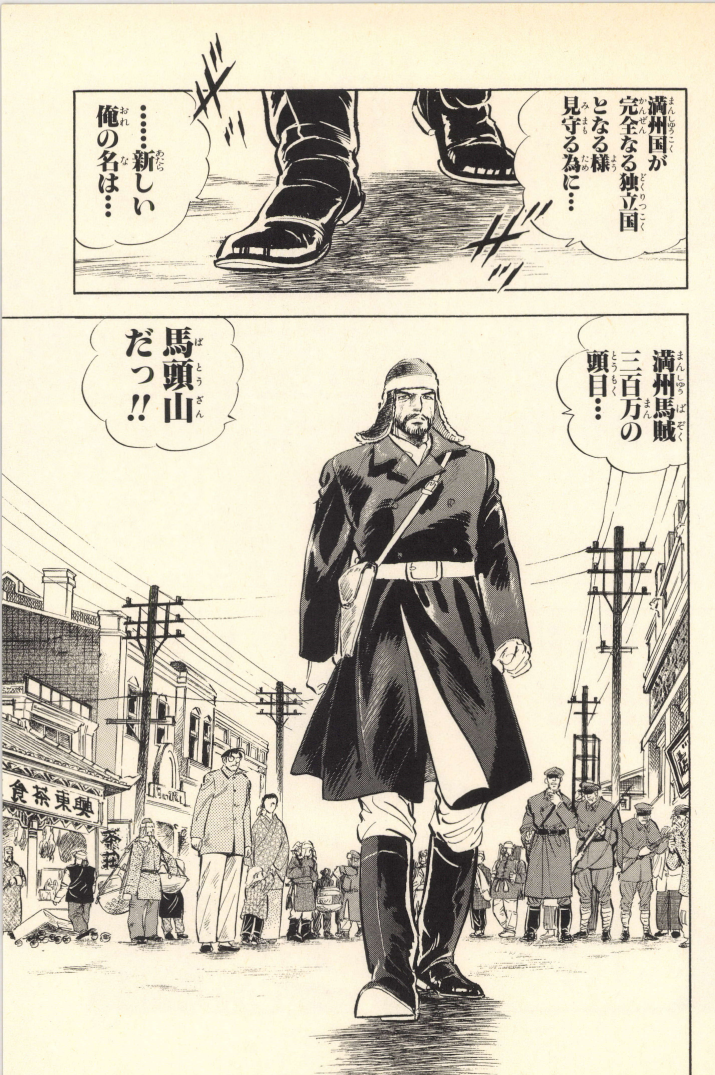 満州国が
完全なる独立国
となる様
見守る為に…
……新しい
俺の名は…
満州馬賊
三百万の
頭目…
馬頭山
だっ!!
興東茶食
茶荘